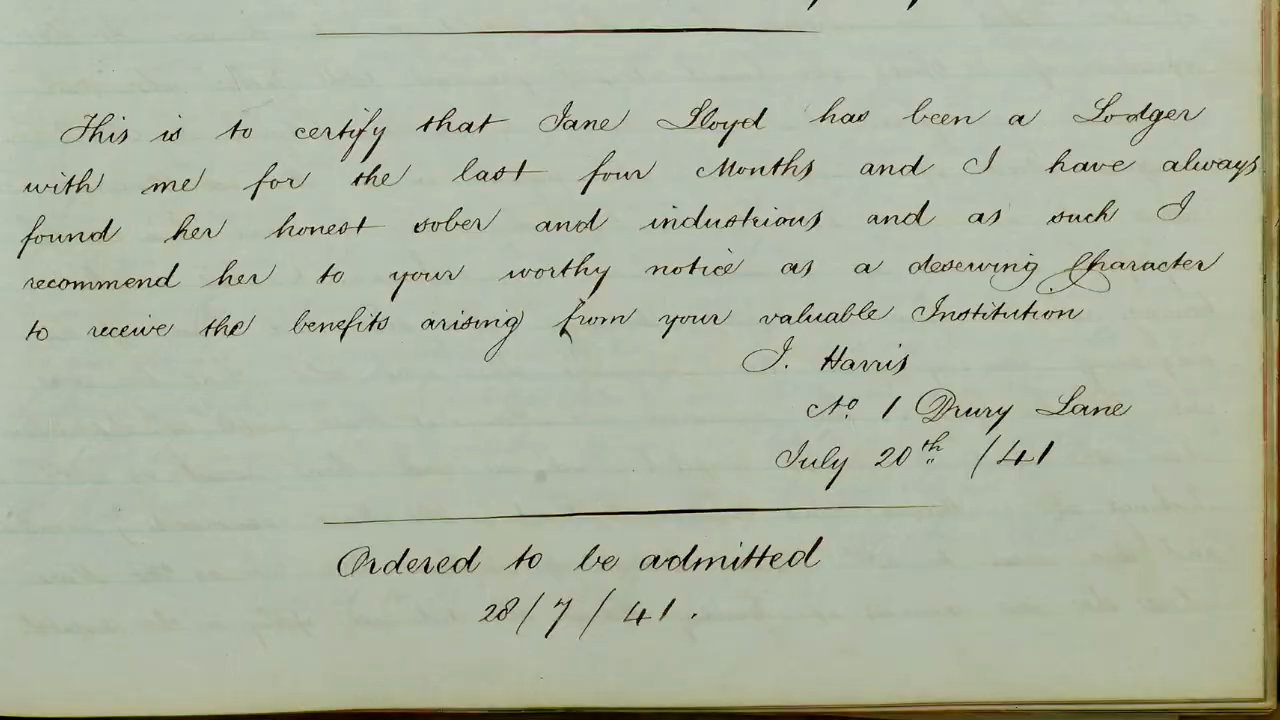 This is to certify that Jane Lloyd has been a Lodger
with me for the last four Months and I have always
found her honest sober and industrious and as such I
recommend her to your worthy notice as a deserving Character
to receive the benefits arising from your valuable Institution
J. Harris
No. 1 Drury Lane
July 20th /41
Ordered to be admitted
28/7/41.